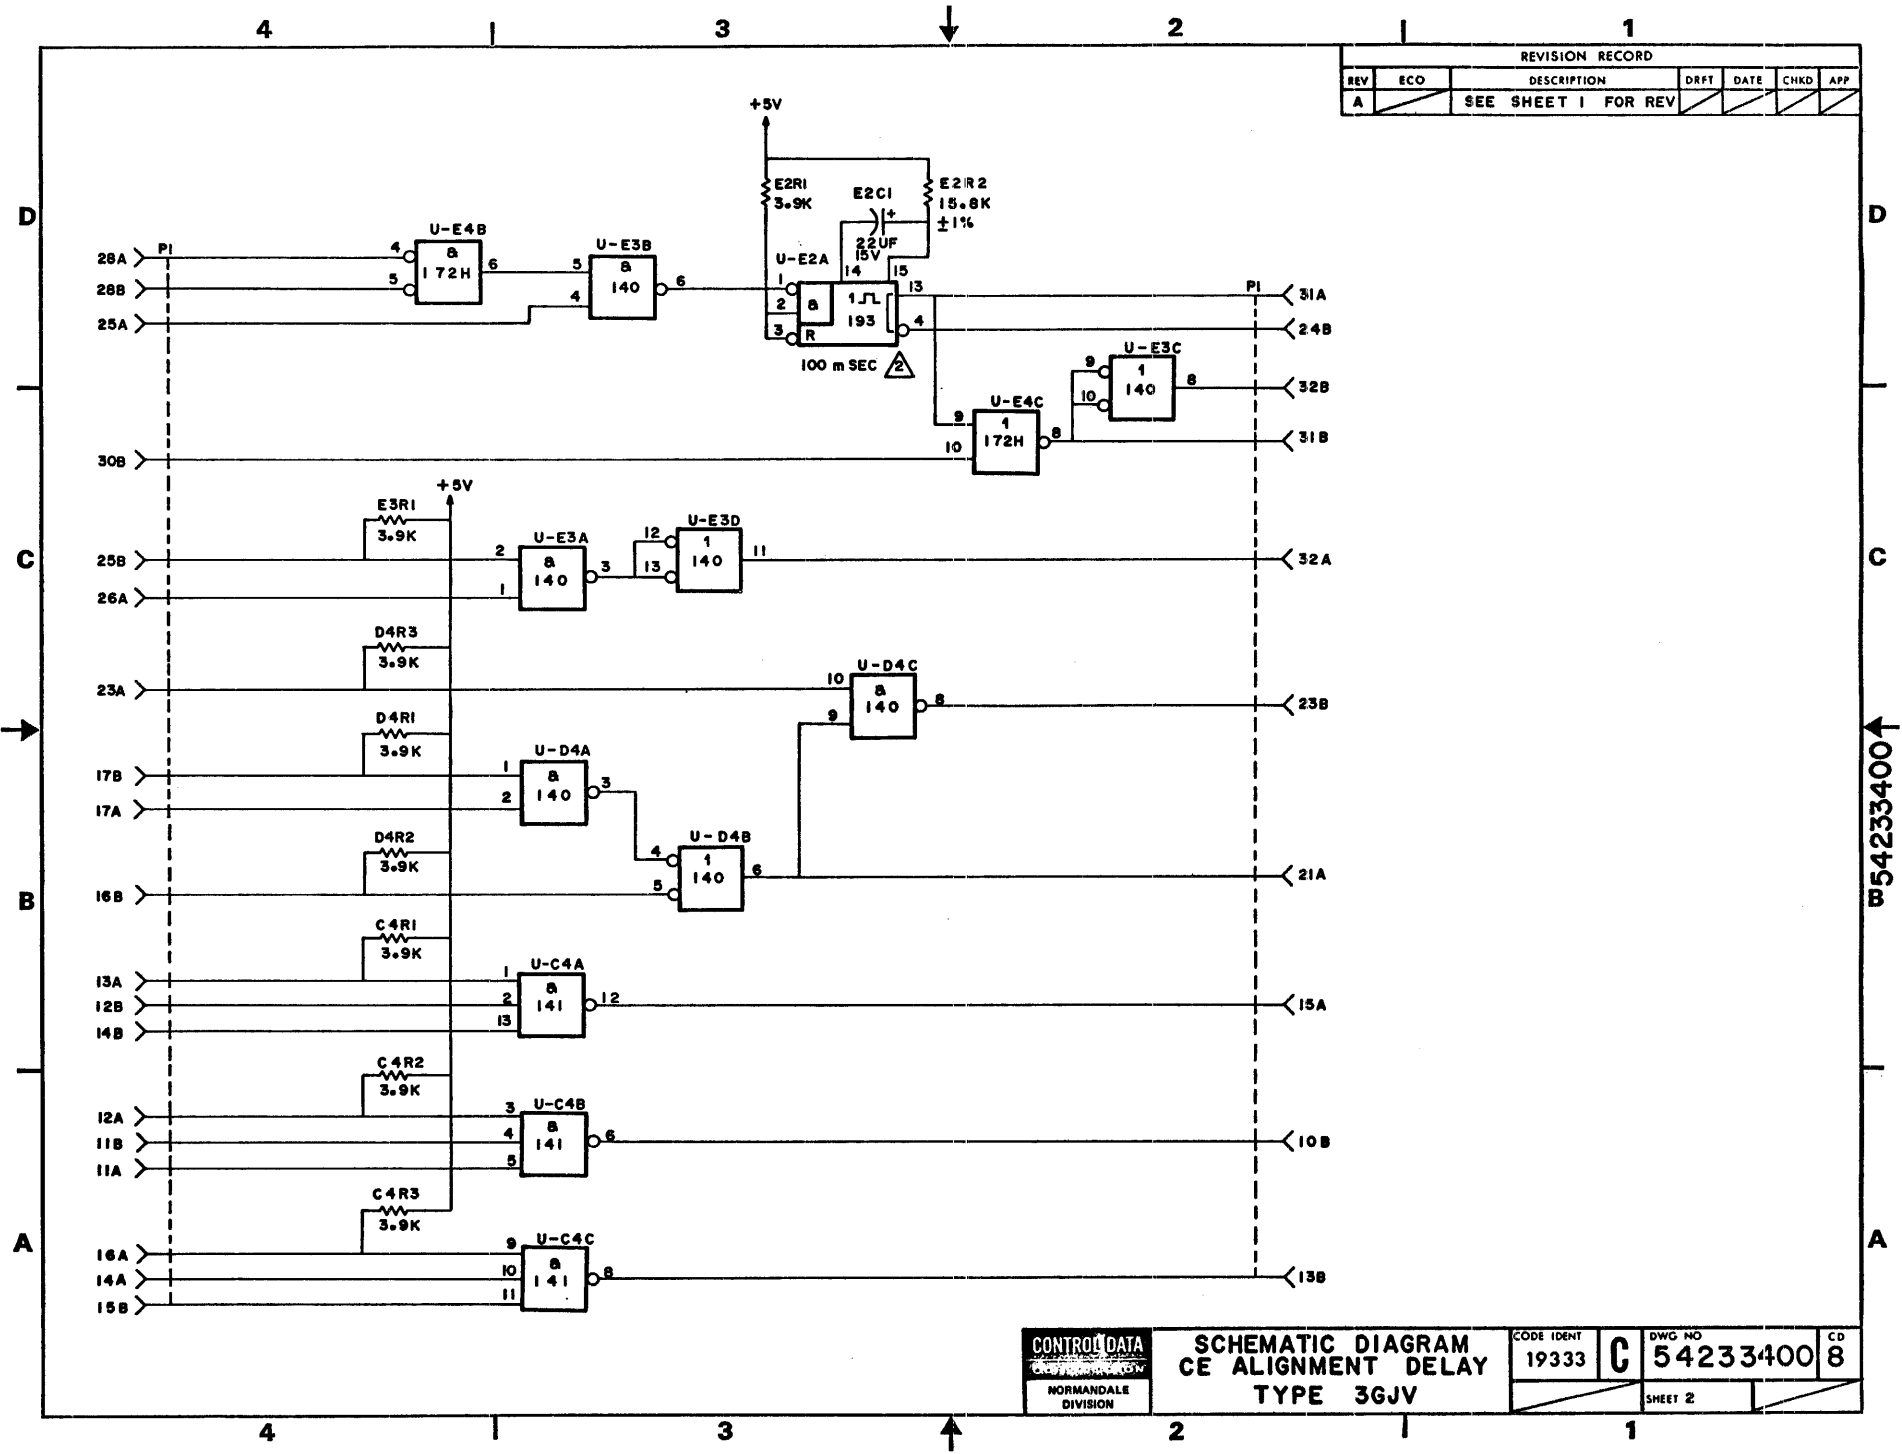 4 3 2 1
REVISION RECORD
REV ECO DESCRIPTION DRFT DATE CHKD APP
A SEE SHEET 1 FOR REV
+5V
E2R1
3.9K
E2C1
+
22UF
15V
E2R2
15.8K
±1%
D
D
U-E4B
28A P1 4 & 6
28B 5 172H
25A
U-E3B
5 & 6
4 140
U-E2A
14 15
1 & 1 13
2 193 4
3 R
100 m SEC 2
P1 31A
24B
U-E3C
9 1 8
10 140
32B
U-E4C
9 1 8
10 172H
31B
30B
+5V
E3R1
3.9K
C
C
25B 2
26A 1
U-E3A
& 3
140
U-E3D
12 1 11
13 140
32A
D4R3
3.9K
23A
U-D4C
10 & 8
9 140
23B
D4R1
3.9K
U-D4A
17B 1 & 3
17A 2 140
D4R2
3.9K
U-D4B
4 1 6
5 140
16B
21A
B
B
54233400
C4R1
3.9K
U-C4A
13A 1 &
12B 2 141 12 15A
14B 13
C4R2
3.9K
U-C4B
12A 3 &
11B 4 141 6 10B
11A 5
C4R3
3.9K
A
A
U-C4C
16A 9 &
14A 10 141 8 13B
15B 11
CONTROL DATA
CORPORATION
NORMANDALE
DIVISION
SCHEMATIC DIAGRAM
CE ALIGNMENT DELAY
TYPE 3GJV
CODE IDENT
19333
C
DWG NO
54233400
CD
8
SHEET 2
4 3 2 1